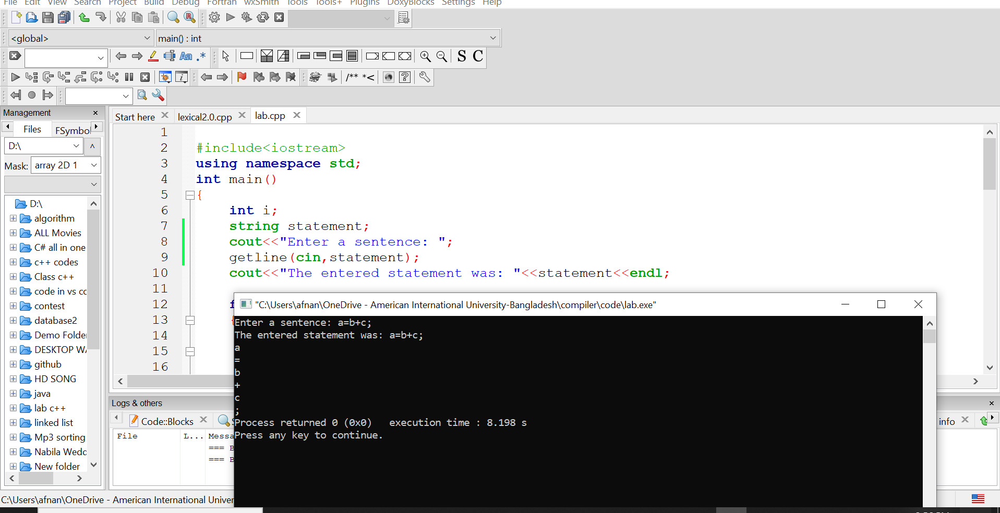 File Edit View Search Project Build Debug Fortran wxSmith Tools Tools+ Plugins DoxyBlocks Settings Help
<global> main() : int
Aa .* S C
/** *<
Management
Start here lexical2.0.cpp lab.cpp
Files FSymbol
D:\
Mask: array 2D 1
D:\
algorithm
ALL Movies
C# all in one
c++ codes
Class c++
code in vs cc
contest
database2
Demo Folde
DESKTOP W
github
HD SONG
java
lab c++
linked list
Mp3 sorting
Nabila Wedd
New folder
1
2 #include<iostream>
3 using namespace std;
4 int main()
5 {
6 int i;
7 string statement;
8 cout<<"Enter a sentence: ";
9 getline(cin,statement);
10 cout<<"The entered statement was: "<<statement<<endl;
11
12 f
13 {
14
15
16
"C:\Users\afnan\OneDrive - American International University-Bangladesh\compiler\code\lab.exe"
Enter a sentence: a=b+c;
The entered statement was: a=b+c;
a
=
b
+
c
;
Process returned 0 (0x0) execution time : 8.198 s
Press any key to continue.
Logs & others
Code::Blocks S info
File L... Messa
=== B
=== B
C:\Users\afnan\OneDrive - American International Univer